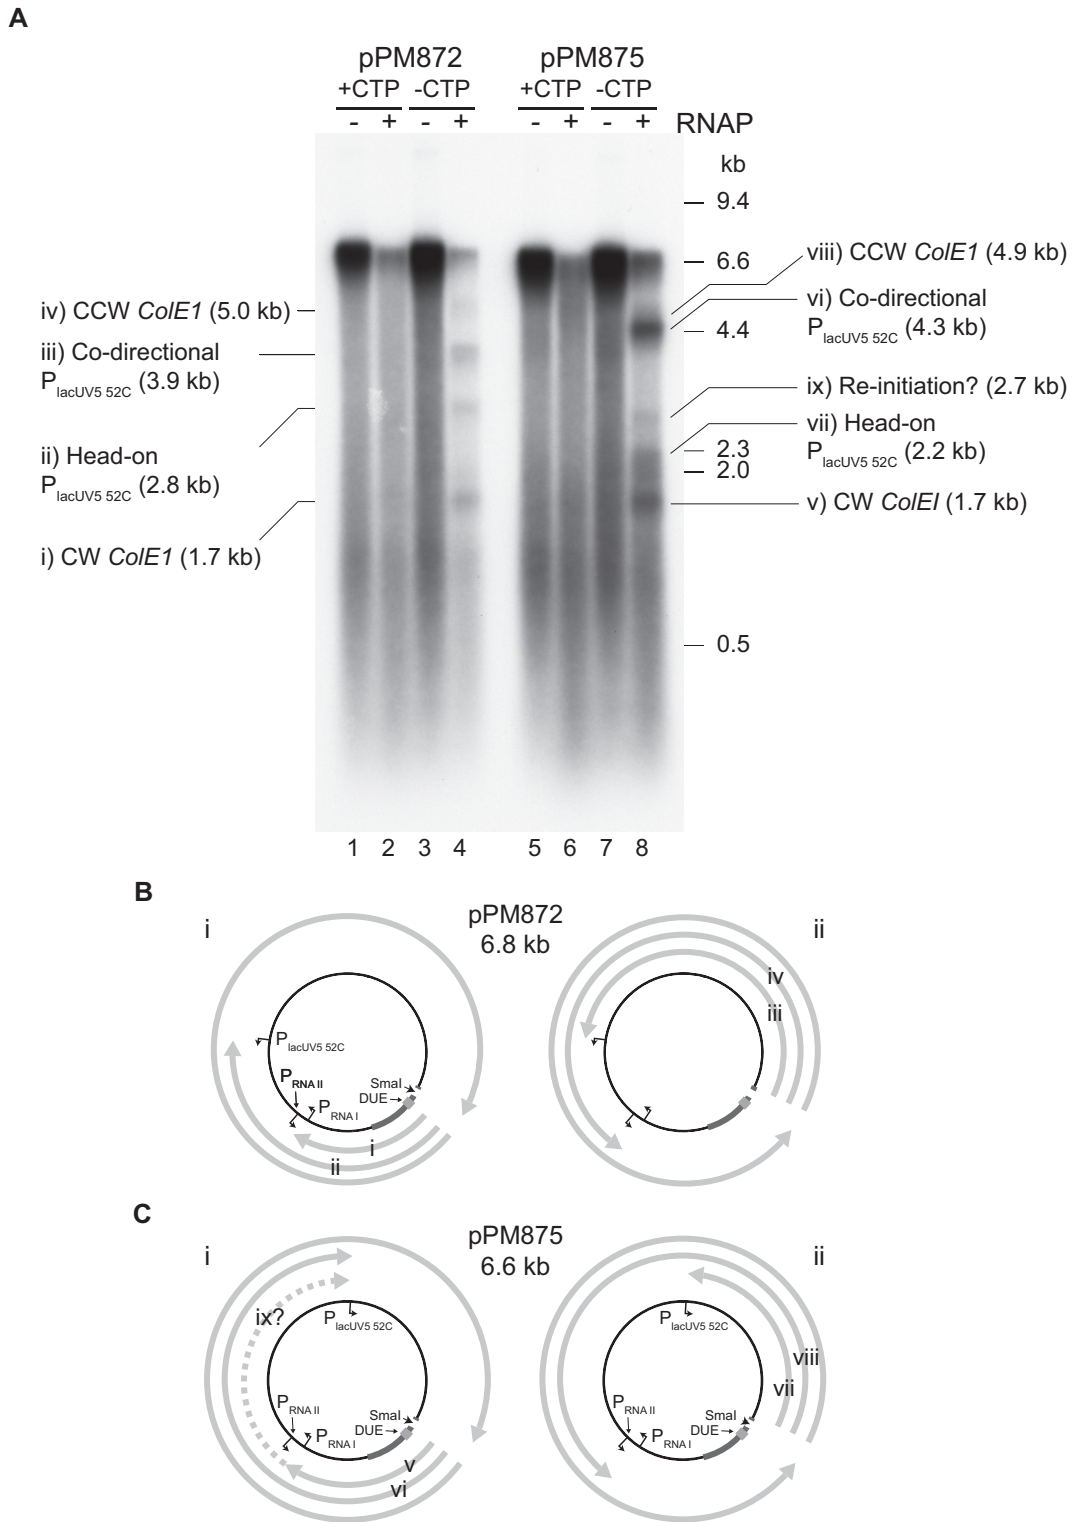 A
pPM872 pPM875
+CTP -CTP +CTP -CTP
- + - + - + - + RNAP
kb
9.4
6.6
4.4
2.3
2.0
0.5
iv) CCW ColE1 (5.0 kb)
iii) Co-directional
PlacUV5 52C (3.9 kb)
ii) Head-on
PlacUV5 52C (2.8 kb)
i) CW ColE1 (1.7 kb)
viii) CCW ColE1 (4.9 kb)
vi) Co-directional
PlacUV5 52C (4.3 kb)
ix) Re-initiation? (2.7 kb)
vii) Head-on
PlacUV5 52C (2.2 kb)
v) CW ColEI (1.7 kb)
1 2 3 4 5 6 7 8
B
pPM872
6.8 kb
i
PlacUV5 52C
PRNA II
PRNA I
SmaI
DUE
i
ii
ii
iv
iii
C
pPM875
6.6 kb
i
ix?
PlacUV5 52C
PRNA II
PRNA I
SmaI
DUE
v
vi
ii
PlacUV5 52C
viii
vii
PRNA II
PRNA I
SmaI
DUE